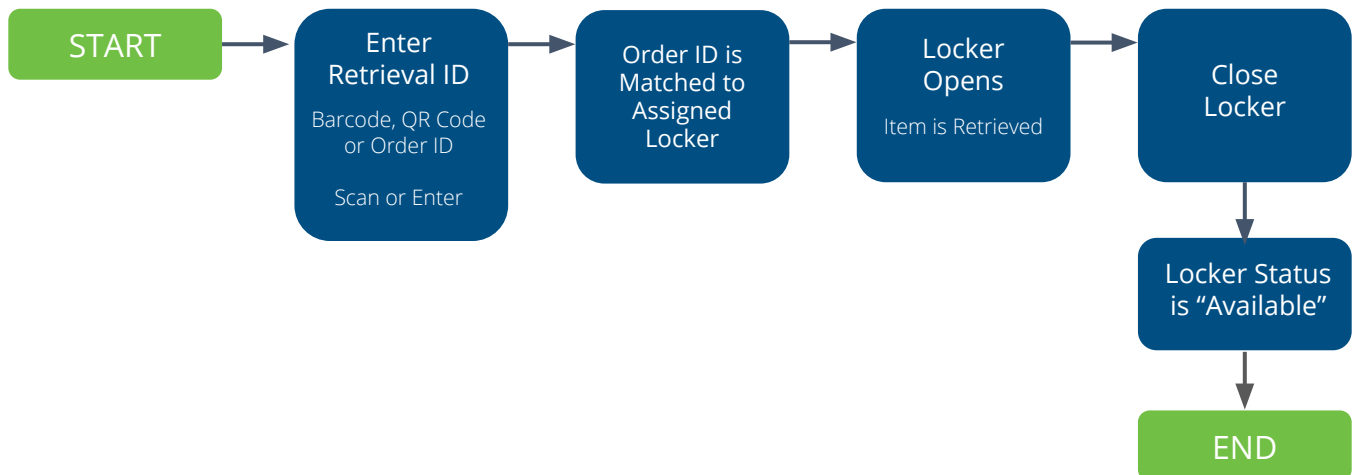 START
Enter
Retrieval ID
Barcode, QR Code
or Order ID
Scan or Enter
Order ID is
Matched to
Assigned
Locker
Locker
Opens
Item is Retrieved
Close
Locker
Locker Status
is “Available”
END